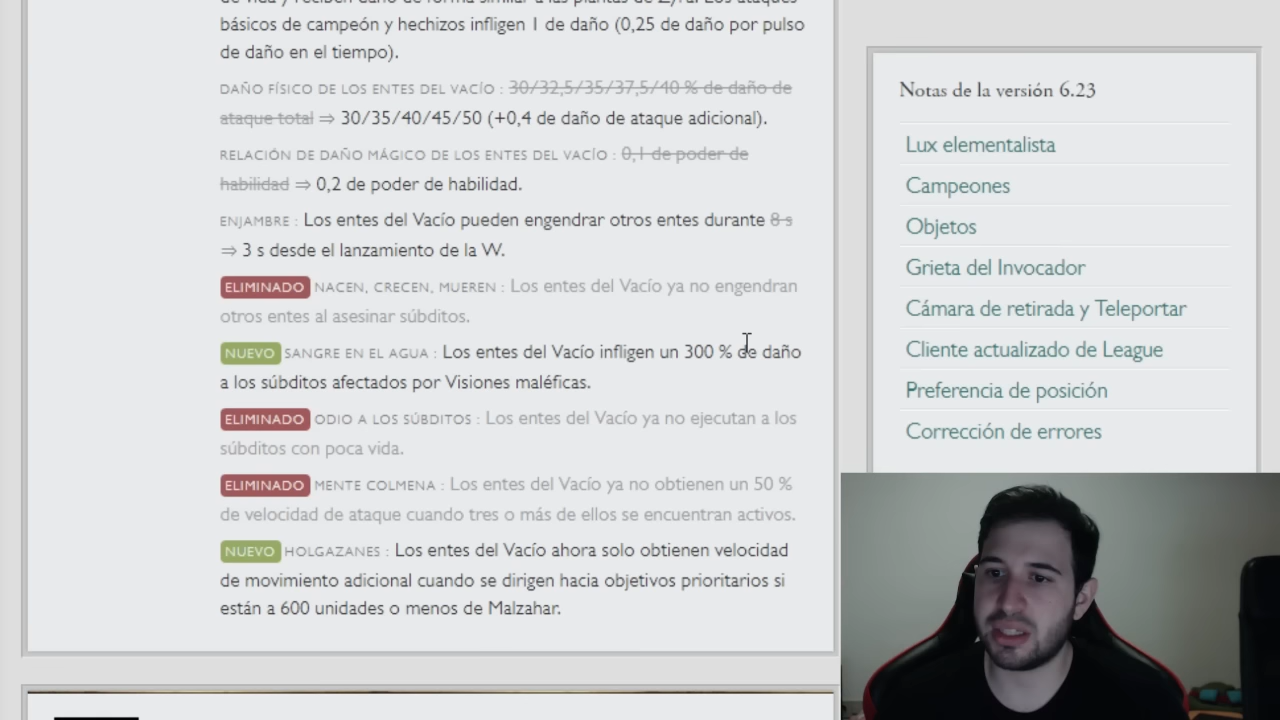 básicos de campeón y hechizos infligen 1 de daño (0,25 de daño por pulso
de daño en el tiempo).
DAÑO FÍSICO DE LOS ENTES DEL VACÍO : 30/32,5/35/37,5/40 % de daño de
ataque total ⇒ 30/35/40/45/50 (+0,4 de daño de ataque adicional).
RELACIÓN DE DAÑO MÁGICO DE LOS ENTES DEL VACÍO : 0,1 de poder de
habilidad ⇒ 0,2 de poder de habilidad.
ENJAMBRE : Los entes del Vacío pueden engendrar otros entes durante 8 s
⇒ 3 s desde el lanzamiento de la W.
ELIMINADO NACEN, CRECEN, MUEREN : Los entes del Vacío ya no engendran
otros entes al asesinar súbditos.
NUEVO SANGRE EN EL AGUA : Los entes del Vacío infligen un 300 % de daño
a los súbditos afectados por Visiones maléficas.
ELIMINADO ODIO A LOS SÚBDITOS : Los entes del Vacío ya no ejecutan a los
súbditos con poca vida.
ELIMINADO MENTE COLMENA : Los entes del Vacío ya no obtienen un 50 %
de velocidad de ataque cuando tres o más de ellos se encuentran activos.
NUEVO HOLGAZANES : Los entes del Vacío ahora solo obtienen velocidad
de movimiento adicional cuando se dirigen hacia objetivos prioritarios si
están a 600 unidades o menos de Malzahar.
Notas de la versión 6.23
Lux elementalista
Campeones
Objetos
Grieta del Invocador
Cámara de retirada y Teleportar
Cliente actualizado de League
Preferencia de posición
Corrección de errores